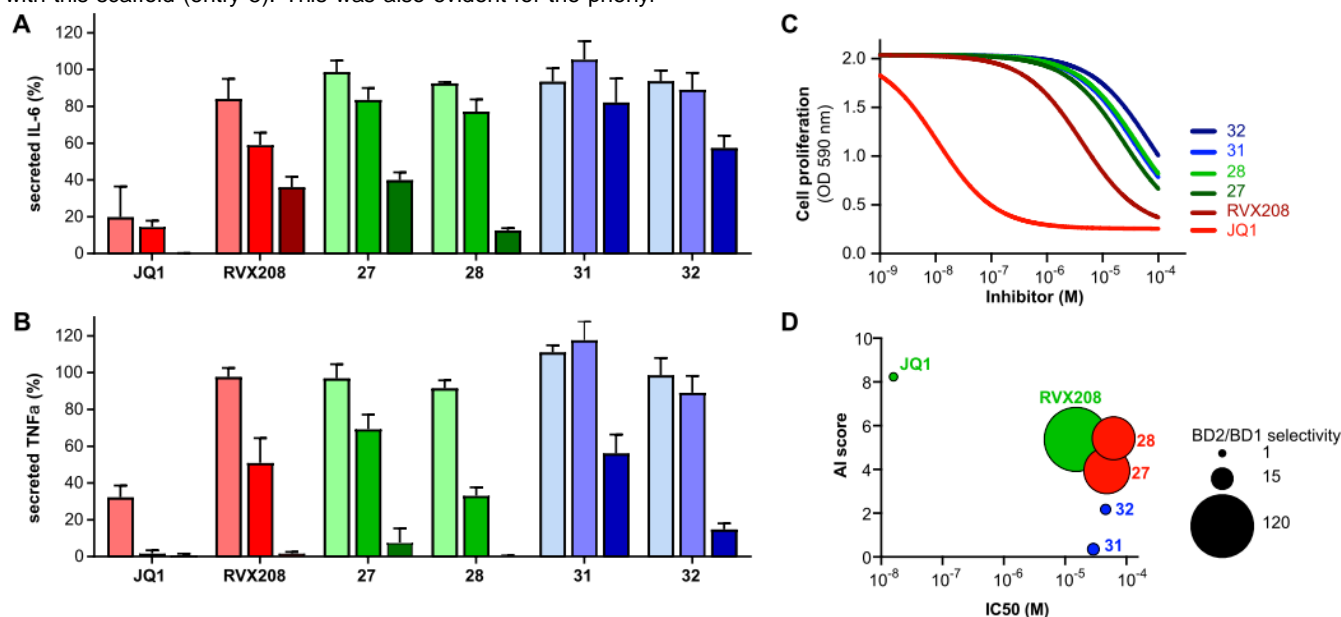 with this scaffold (entry 3). This was also evident for the phenyl
A
secreted IL-6 (%)
120
100
80
60
40
20
0
JQ1 RVX208 27 28 31 32
B
secreted TNFa (%)
120
100
80
60
40
20
0
JQ1 RVX208 27 28 31 32
C
Cell proliferation
(OD 590 nm)
2.0
1.5
1.0
0.5
0.0
10⁻⁹ 10⁻⁸ 10⁻⁷ 10⁻⁶ 10⁻⁵ 10⁻⁴
Inhibitor (M)
32
31
28
27
RVX208
JQ1
D
AI score
10
8
6
4
2
0
JQ1
RVX208
28
27
32
31
10⁻⁸ 10⁻⁷ 10⁻⁶ 10⁻⁵ 10⁻⁴
IC50 (M)
BD2/BD1 selectivity
1
15
120